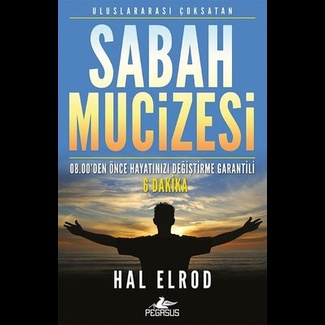 ULUSLARARASI ÇOKSATAN
SABAH
MUCİZESİ
08.00'DEN ÖNCE HAYATINIZI DEĞİŞTİRME GARANTİLİ
6 DAKİKA
HAL ELROD
PEGASUS